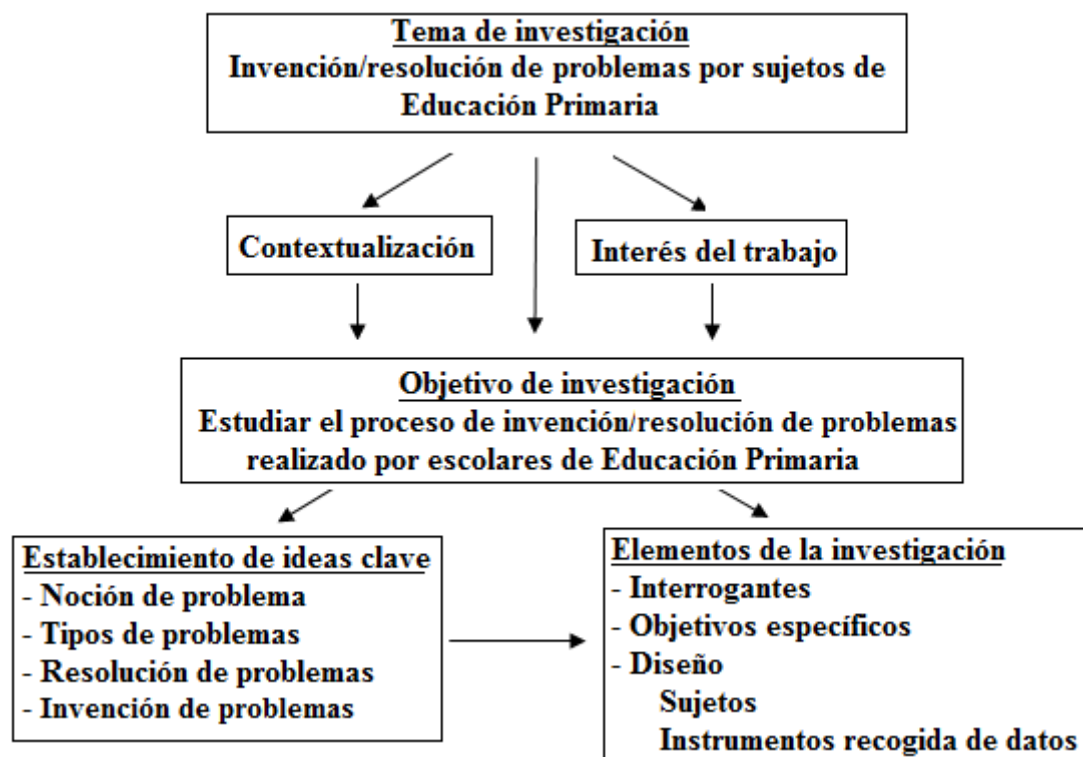 Tema de investigación
Invención/resolución de problemas por sujetos de
Educación Primaria
Contextualización
Interés del trabajo
Objetivo de investigación
Estudiar el proceso de invención/resolución de problemas
realizado por escolares de Educación Primaria
Establecimiento de ideas clave
- Noción de problema
- Tipos de problemas
- Resolución de problemas
- Invención de problemas
Elementos de la investigación
- Interrogantes
- Objetivos específicos
- Diseño
Sujetos
Instrumentos recogida de datos